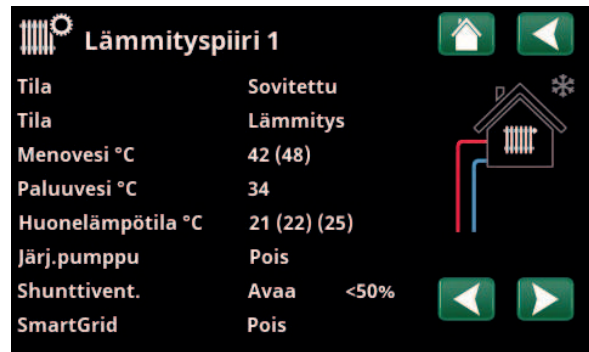 Lämmityspiiri 1
Tila Sovitettu
Tila Lämmitys
Menovesi °C 42 (48)
Paluuvesi °C 34
Huonelämpötila °C 21 (22) (25)
Järj.pumppu Pois
Shunttivent. Avaa <50%
SmartGrid Pois